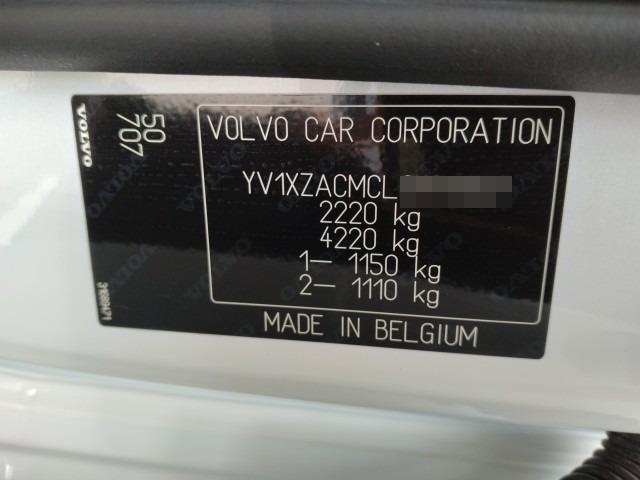 VOLVO
50
707
VOLVO CAR CORPORATION
YV1XZACMCL
2220 kg
4220 kg
1– 1150 kg
2– 1110 kg
MADE IN BELGIUM